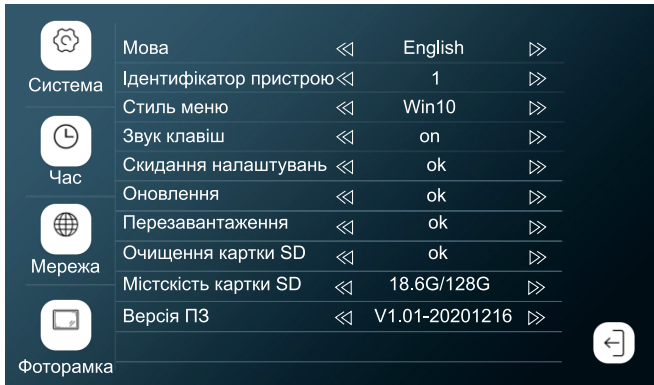 Система
Час
Мережа
Фоторамка
Мова English
Ідентифікатор пристрою 1
Стиль меню Win10
Звук клавіш on
Скидання налаштувань ok
Оновлення ok
Перезавантаження ok
Очищення картки SD ok
Містскість картки SD 18.6G/128G
Версія ПЗ V1.01-20201216